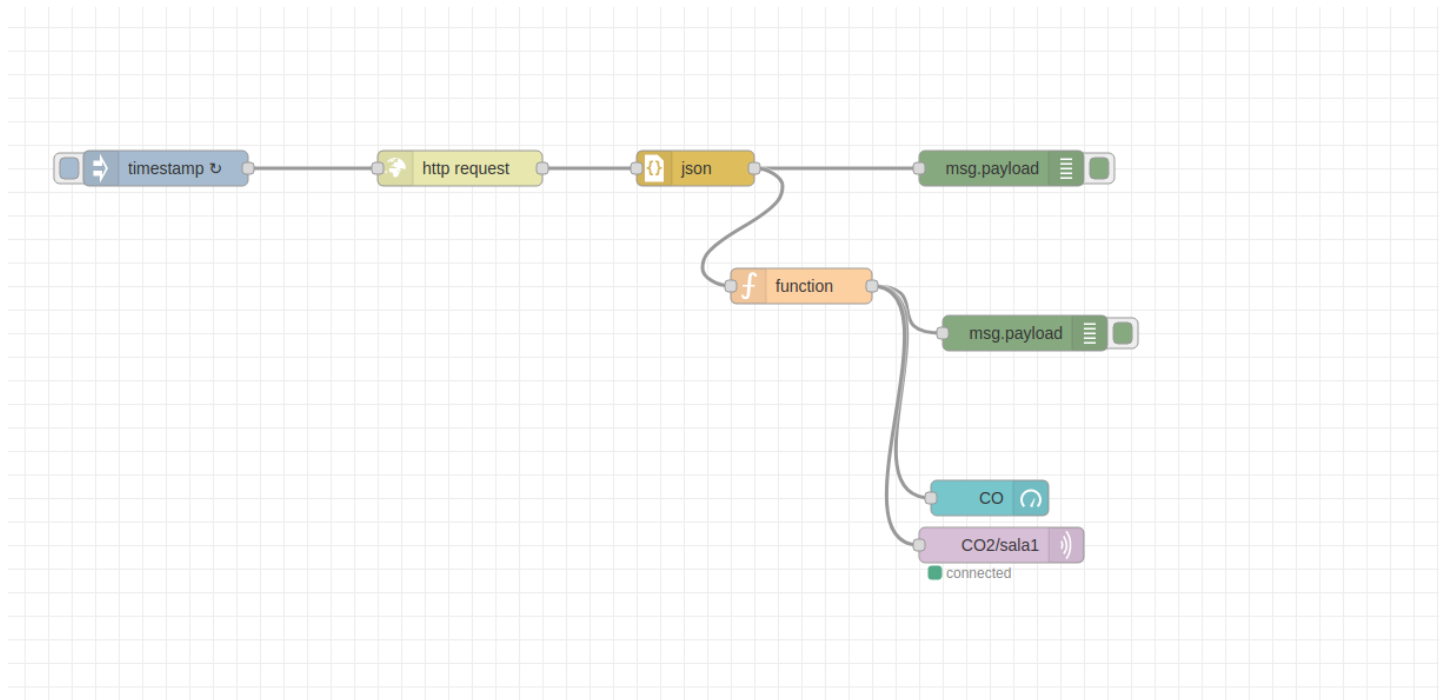 timestamp ↻
http request
json
msg.payload
function
msg.payload
CO
CO2/sala1
connected